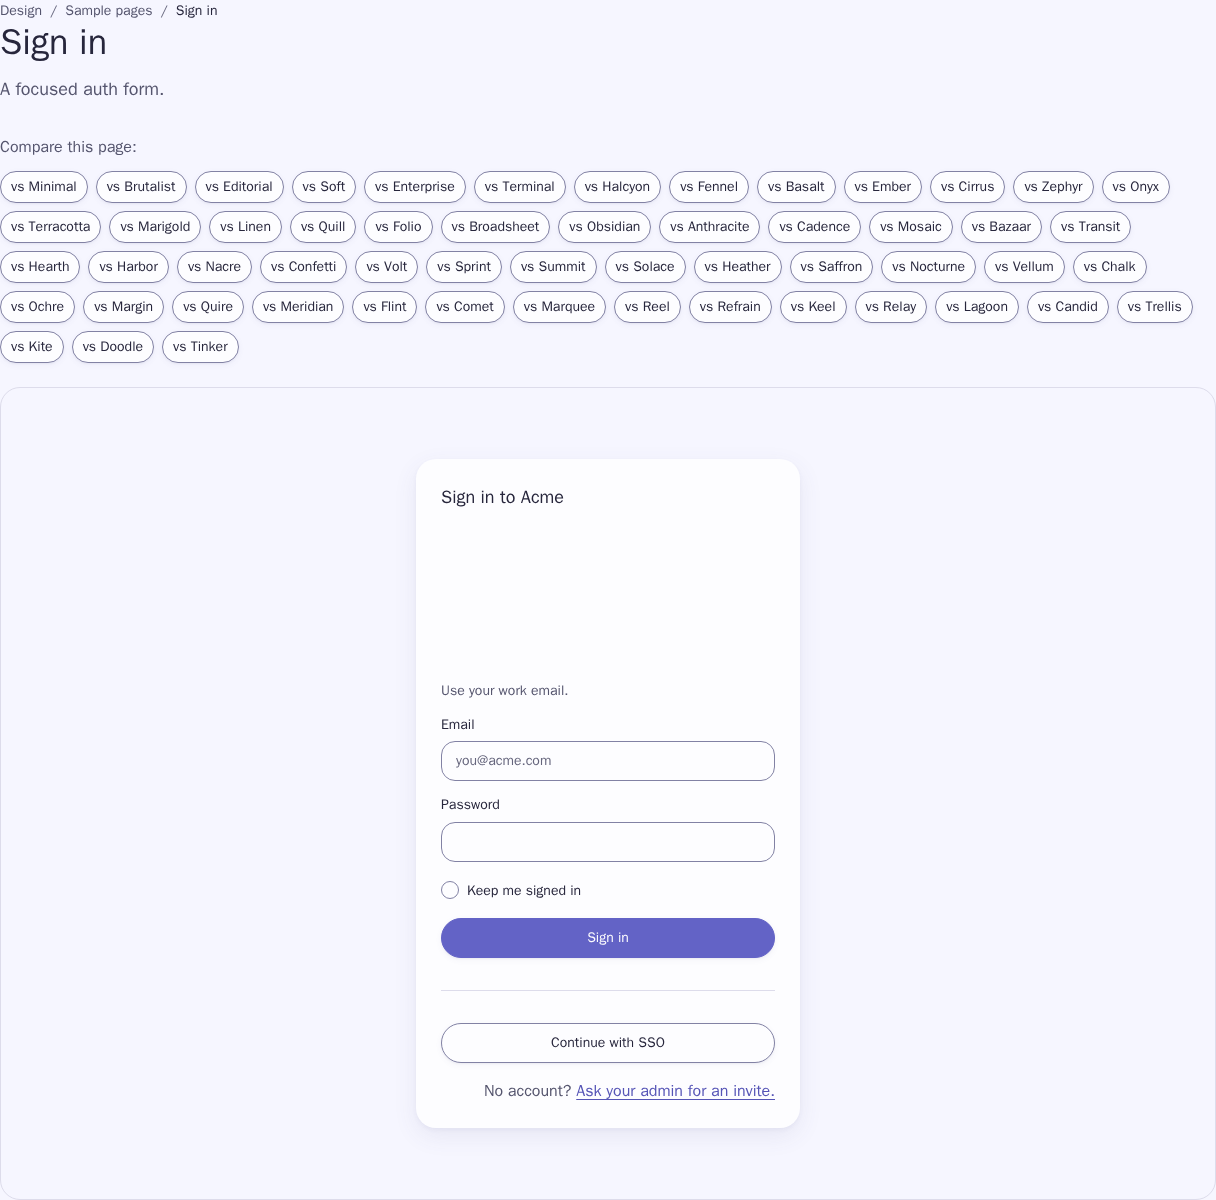 Design / Sample pages / Sign in
Sign in
A focused auth form.
Compare this page:
vs Minimal vs Brutalist vs Editorial vs Soft vs Enterprise vs Terminal vs Halcyon vs Fennel vs Basalt vs Ember vs Cirrus vs Zephyr vs Onyx
vs Terracotta vs Marigold vs Linen vs Quill vs Folio vs Broadsheet vs Obsidian vs Anthracite vs Cadence vs Mosaic vs Bazaar vs Transit
vs Hearth vs Harbor vs Nacre vs Confetti vs Volt vs Sprint vs Summit vs Solace vs Heather vs Saffron vs Nocturne vs Vellum vs Chalk
vs Ochre vs Margin vs Quire vs Meridian vs Flint vs Comet vs Marquee vs Reel vs Refrain vs Keel vs Relay vs Lagoon vs Candid vs Trellis
vs Kite vs Doodle vs Tinker
Sign in to Acme
Use your work email.
Email
you@acme.com
Password
Keep me signed in
Sign in
Continue with SSO
No account? Ask your admin for an invite.